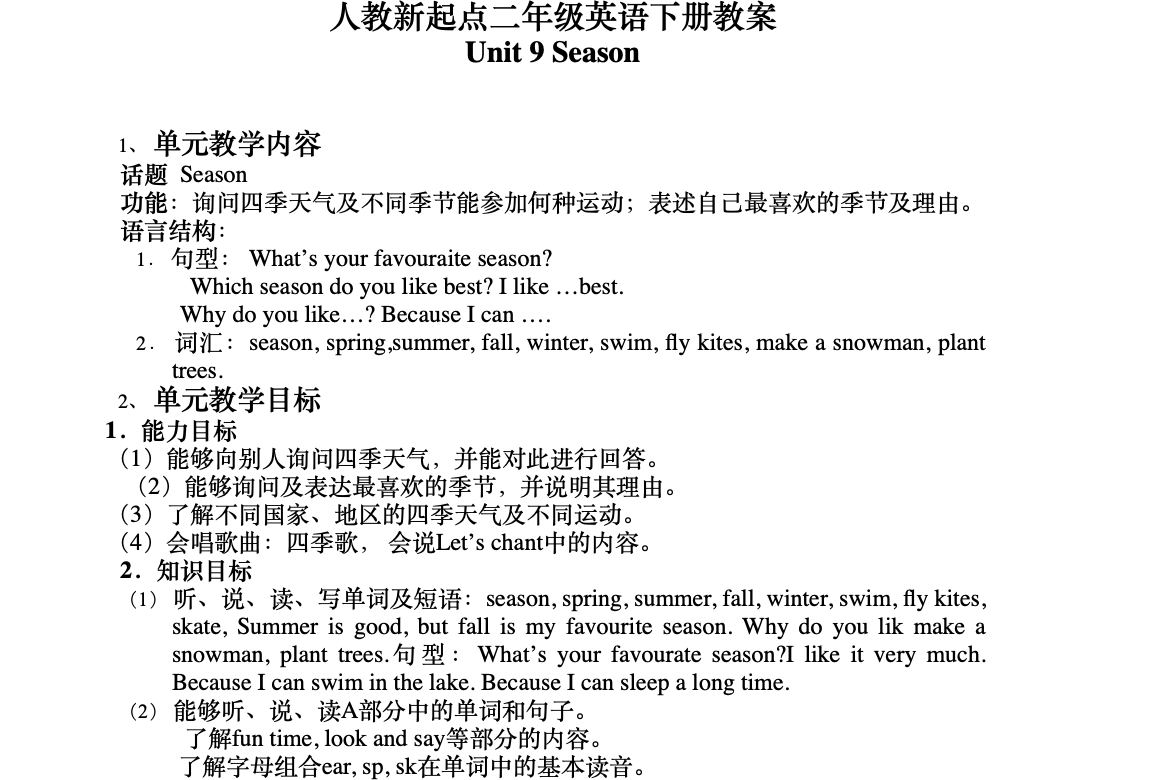 人教新起点二年级英语下册教案
Unit 9 Season
1、单元教学内容
话题 Season
功能：询问四季天气及不同季节能参加何种运动；表述自己最喜欢的季节及理由。
语言结构：
1. 句型： What's your favouraite season?
Which season do you like best? I like …best.
Why do you like…? Because I can ….
2. 词汇：season, spring,summer, fall, winter, swim, fly kites, make a snowman, plant
trees.
2、单元教学目标
1．能力目标
（1）能够向别人询问四季天气，并能对此进行回答。
（2）能够询问及表达最喜欢的季节，并说明其理由。
（3）了解不同国家、地区的四季天气及不同运动。
（4）会唱歌曲：四季歌， 会说Let's chant中的内容。
2．知识目标
（1）听、说、读、写单词及短语：season, spring, summer, fall, winter, swim, fly kites,
skate, Summer is good, but fall is my favourite season. Why do you lik make a
snowman, plant trees.句型： What's your favourate season?I like it very much.
Because I can swim in the lake. Because I can sleep a long time.
（2）能够听、说、读A部分中的单词和句子。
了解fun time, look and say等部分的内容。
了解字母组合ear, sp, sk在单词中的基本读音。